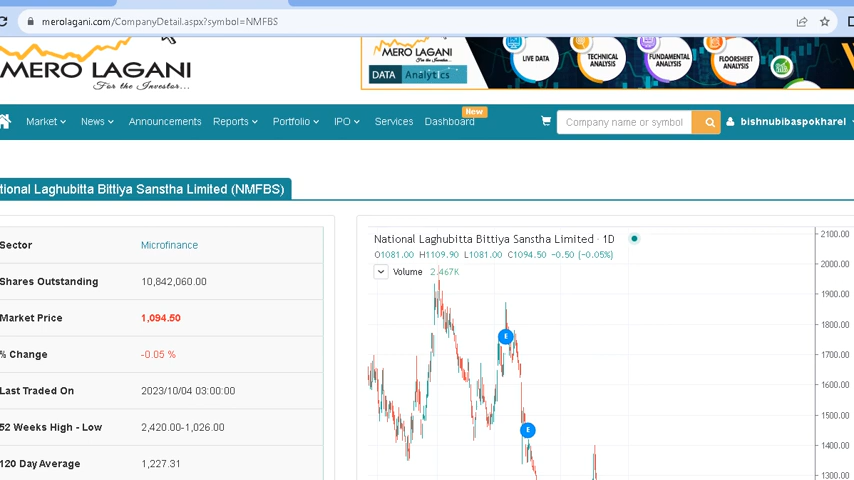 merolagani.com/CompanyDetail.aspx?symbol=NMFBS
MERO LAGANI
For the Investor...
MERO LAGANI
For the Investor...
DATA Analytics
LIVE DATA
TECHNICAL ANALYSIS
FUNDAMENTAL ANALYSIS
FLOORSHEET ANALYSIS
Market News Announcements Reports Portfolio IPO Services Dashboard New
Company name or symbol
bishnubibaspokharel
tional Laghubitti Bittiya Sanstha Limited (NMFBS)
Sector Microfinance
Shares Outstanding 10,842,060.00
Market Price 1,094.50
% Change -0.05 %
Last Traded On 2023/10/04 03:00:00
52 Weeks High - Low 2,420.00-1,026.00
120 Day Average 1,227.31
National Laghubitta Bittiya Sanstha Limited · 1D
O1081.00 H1109.90 L1081.00 C1094.50 -0.50 (-0.05%)
Volume 2.467K
E
E
2100.00
2000.00
1900.00
1800.00
1700.00
1600.00
1500.00
1400.00
1300.00